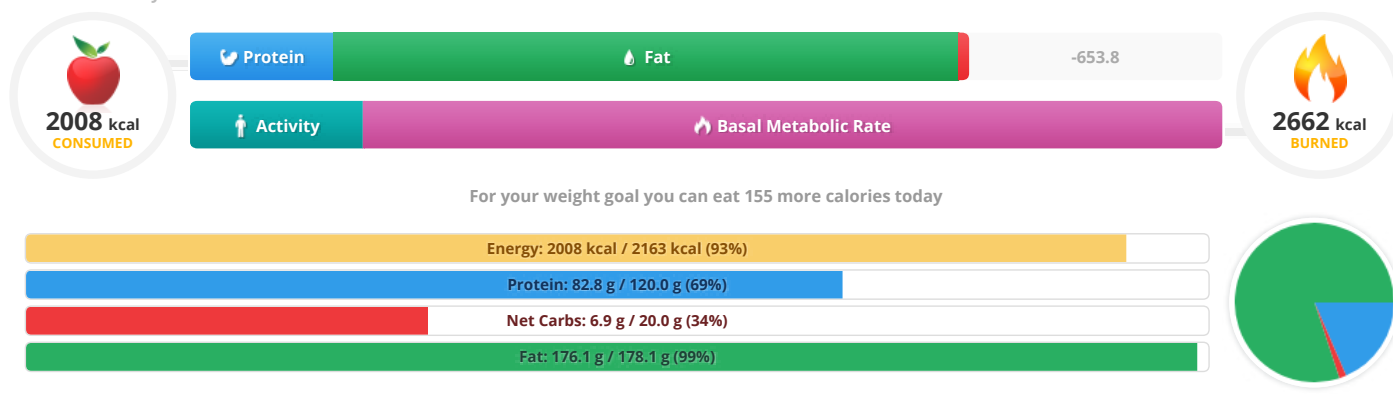 Protein Fat -653.8
2008 kcal
CONSUMED
Activity Basal Metabolic Rate
2662 kcal
BURNED
For your weight goal you can eat 155 more calories today
Energy: 2008 kcal / 2163 kcal (93%)
Protein: 82.8 g / 120.0 g (69%)
Net Carbs: 6.9 g / 20.0 g (34%)
Fat: 176.1 g / 178.1 g (99%)